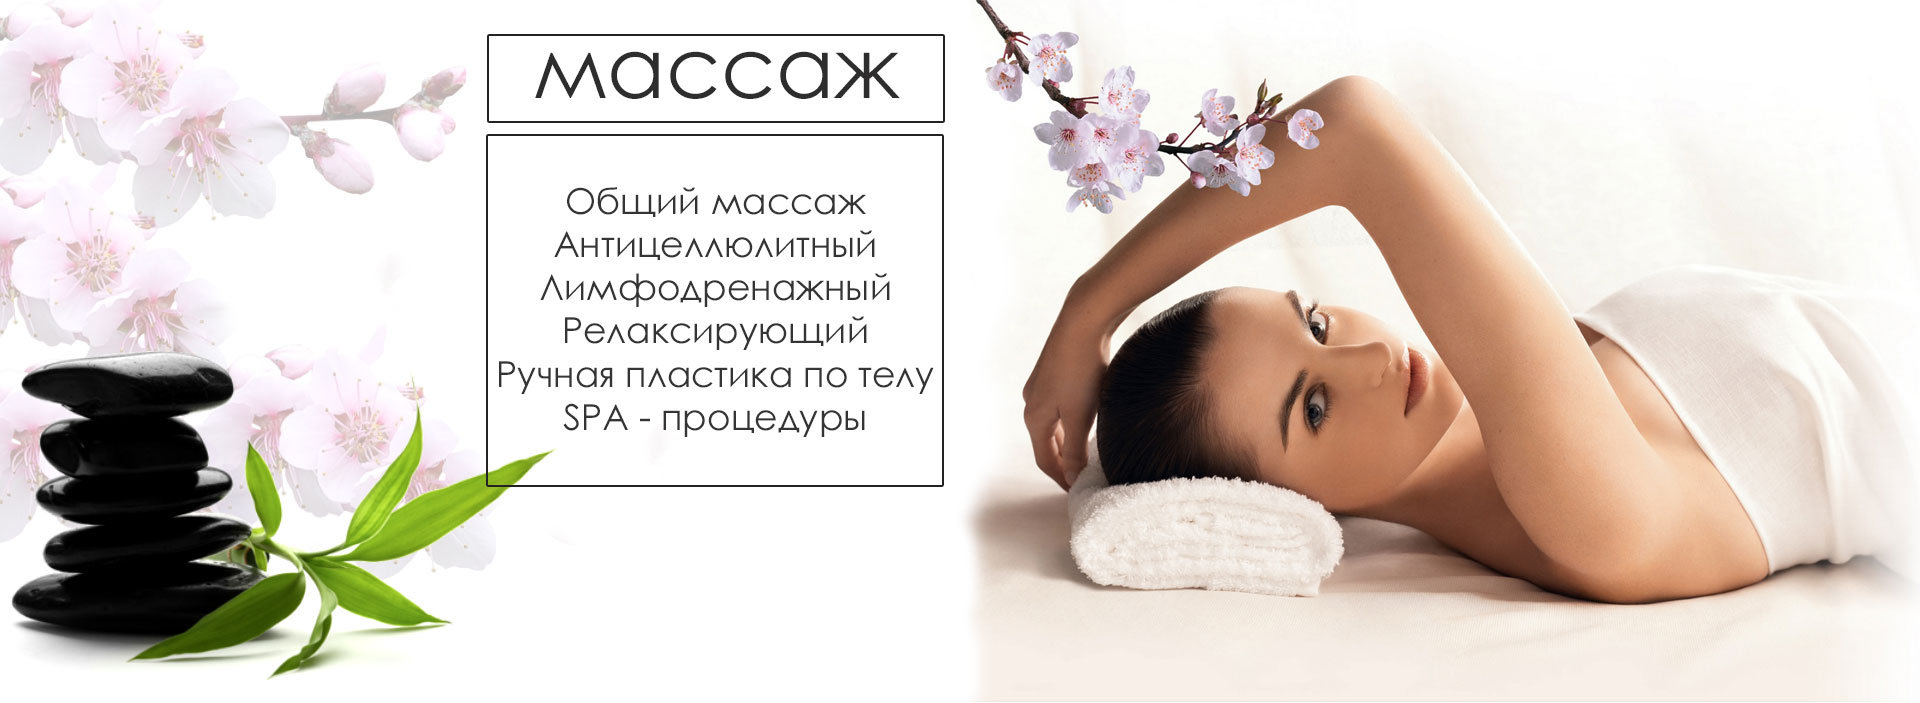 массаж
Общий массаж
Антицеллюлитный
Лимфодренажный
Релаксирующий
Ручная пластика по телу
SPA - процедуры